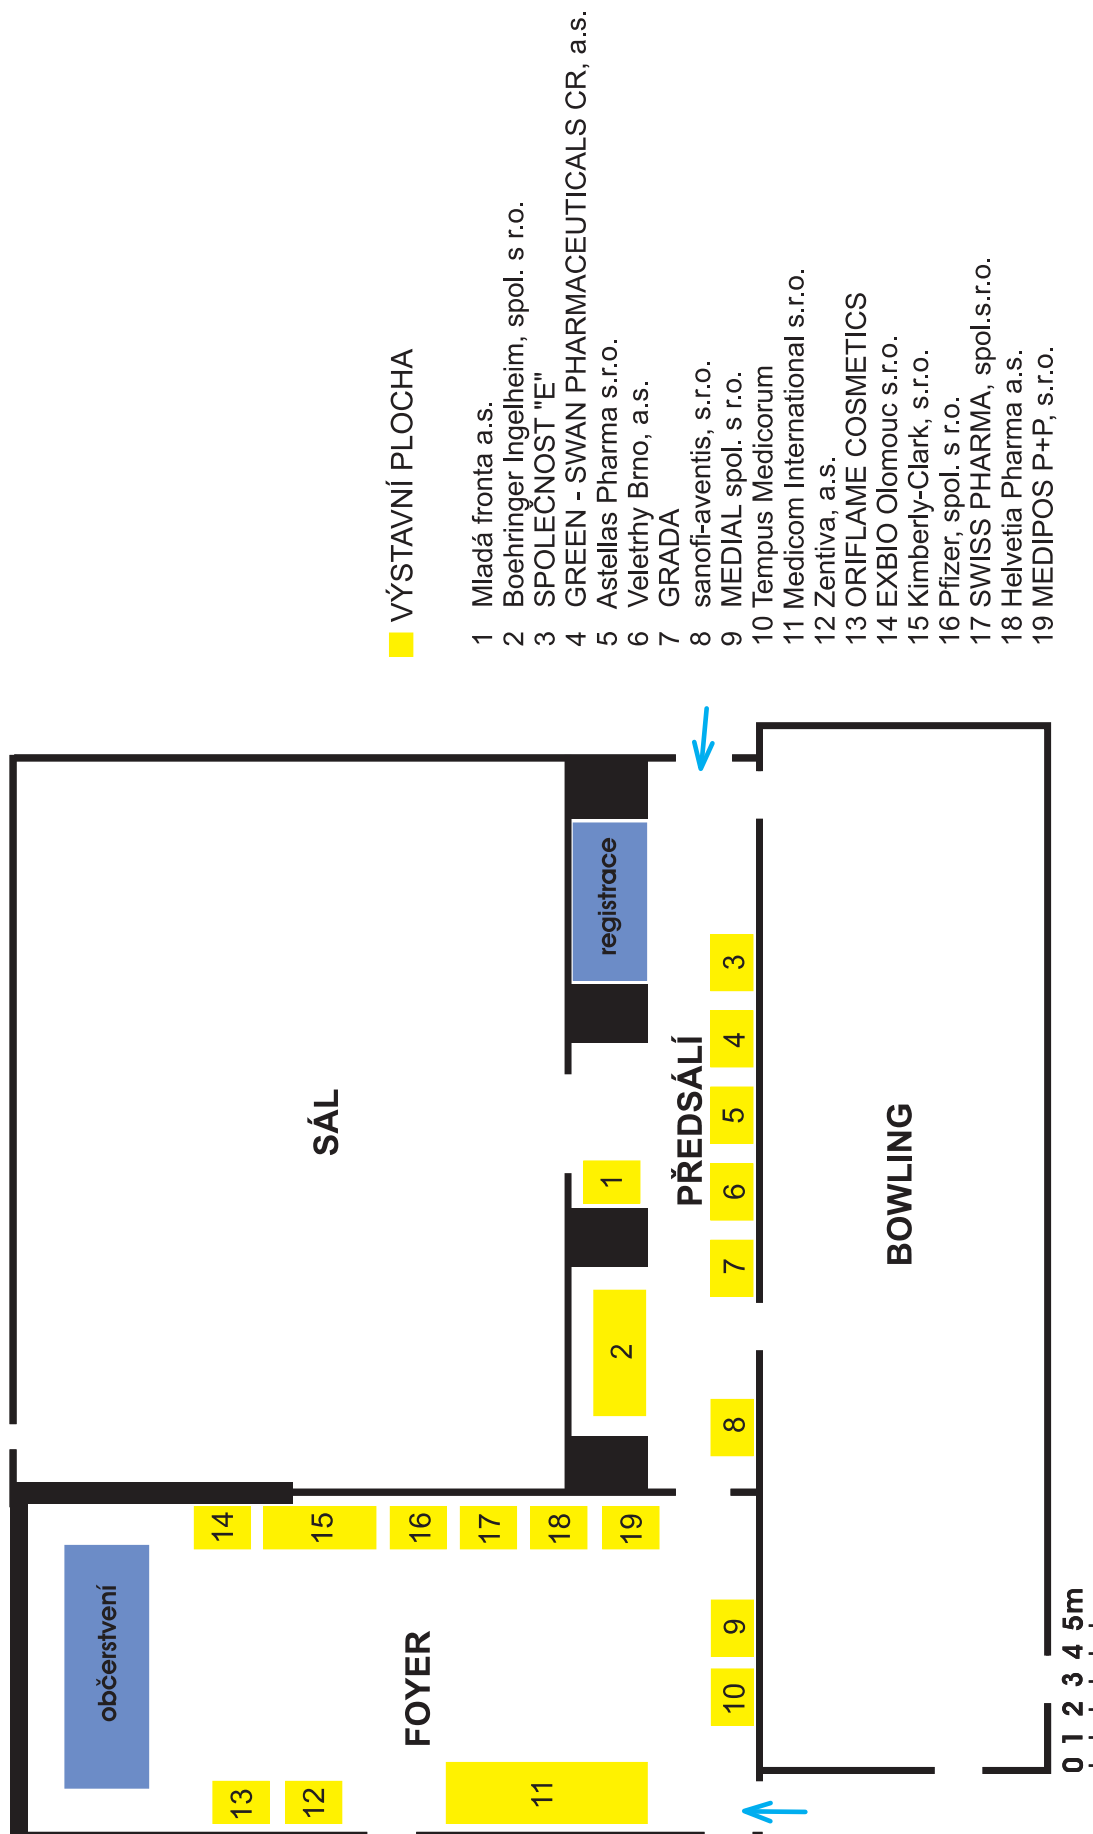 VÝSTAVNÍ PLOCHA
1 Mladá fronta a.s.
2 Boehringer Ingelheim, spol. s r.o.
3 SPOLEČNOST "E"
4 GREEN - SWAN PHARMACEUTICALS CR, a.s.
5 Astellas Pharma s.r.o.
6 Veletrhy Brno, a.s.
7 GRADA
8 sanofi-aventis, s.r.o.
9 MEDIAL spol. s r.o.
10 Tempus Medicorum
11 Medicom International s.r.o.
12 Zentiva, a.s.
13 ORIFLAME COSMETICS
14 EXBIO Olomouc s.r.o.
15 Kimberly-Clark, s.r.o.
16 Pfizer, spol. s r.o.
17 SWISS PHARMA, spol.s.r.o.
18 Helvetia Pharma a.s.
19 MEDIPOS P+P, s.r.o.
občerstvení
13
12
11
14
15
16
17
18
19
FOYER
10
9
SÁL
registrace
1
2
PŘEDSÁLÍ
8
7
6
5
4
3
BOWLING
0 1 2 3 4 5m